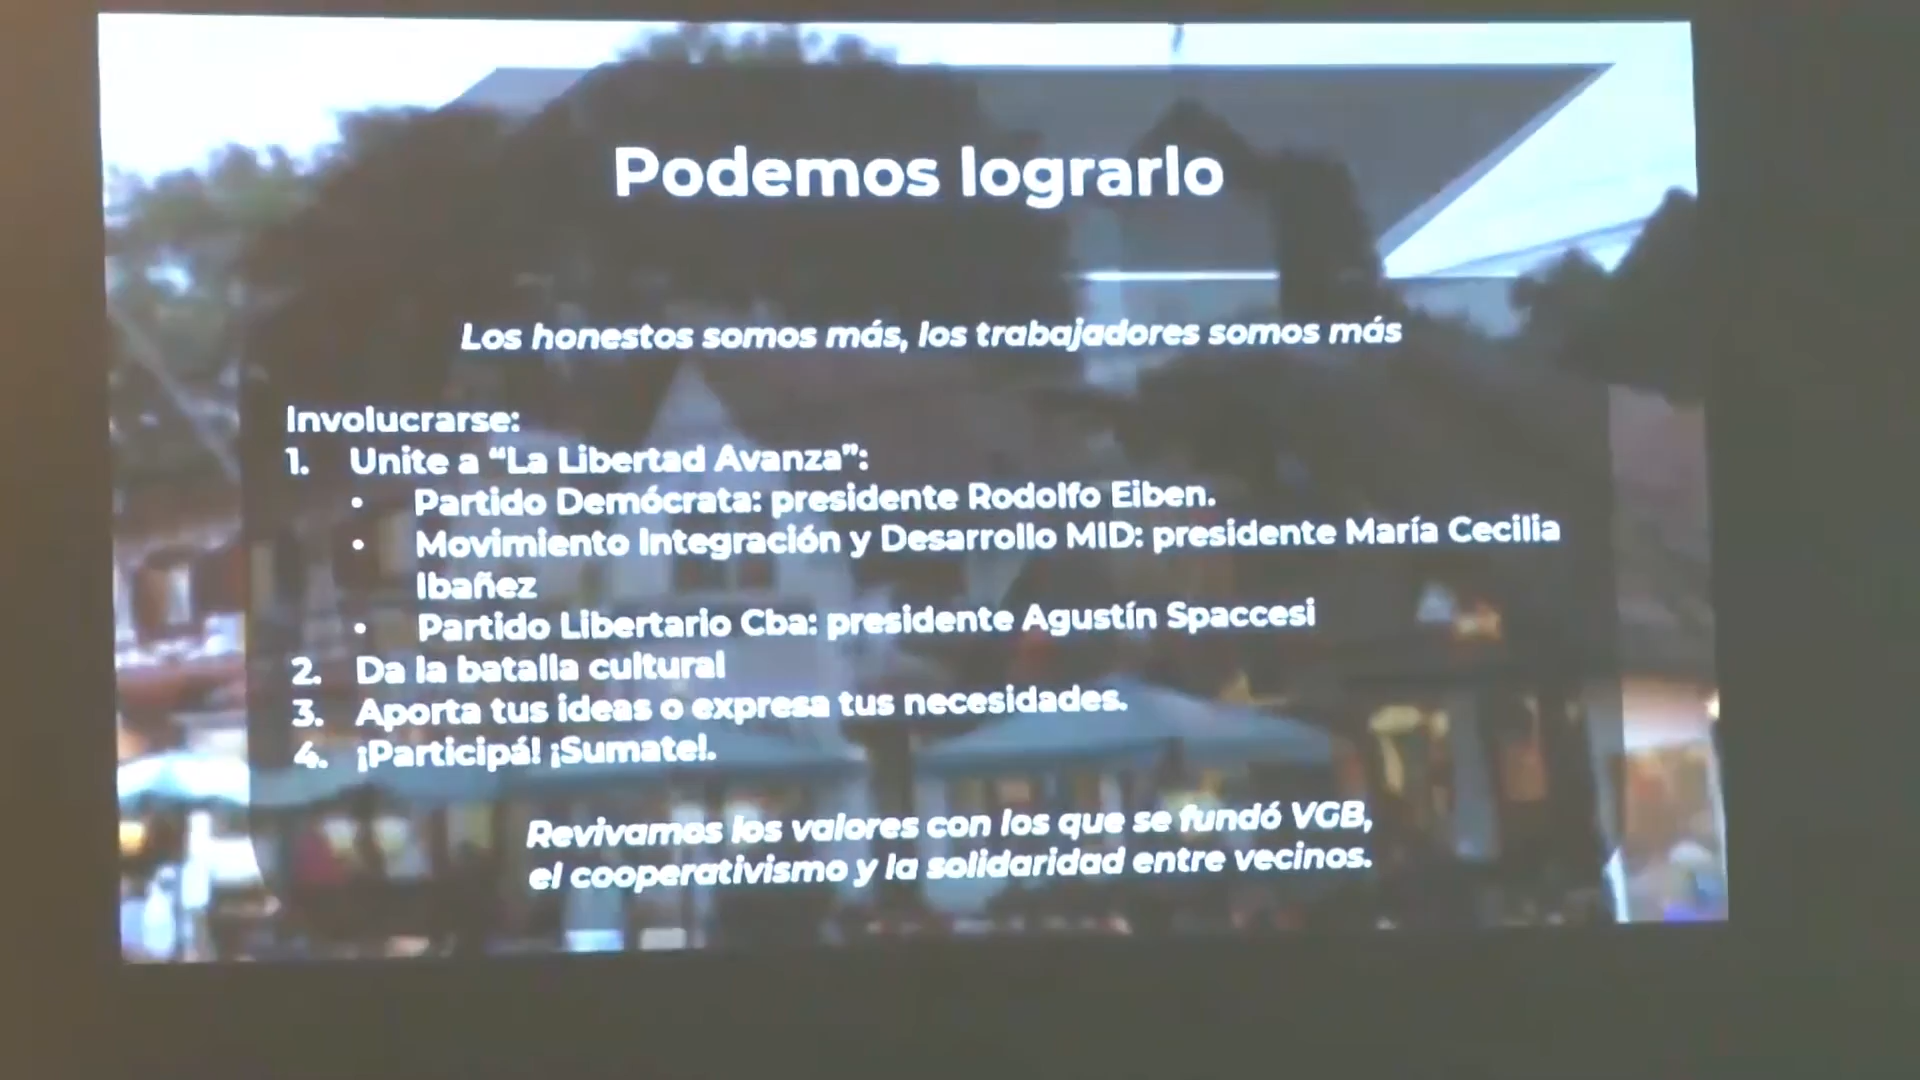 Podemos lograrlo
Los honestos somos más, los trabajadores somos más
Involucrarse:
1. Unite a “La Libertad Avanza”:
• Partido Demócrata: presidente Rodolfo Eiben.
• Movimiento Integración y Desarrollo MID: presidente María Cecilia
Ibañez
• Partido Libertario Cba: presidente Agustín Spaccesi
2. Da la batalla cultural
3. Aporta tus ideas o expresa tus necesidades.
4. ¡Participá! ¡Sumate!.
Revivamos los valores con los que se fundó VGB,
el cooperativismo y la solidaridad entre vecinos.